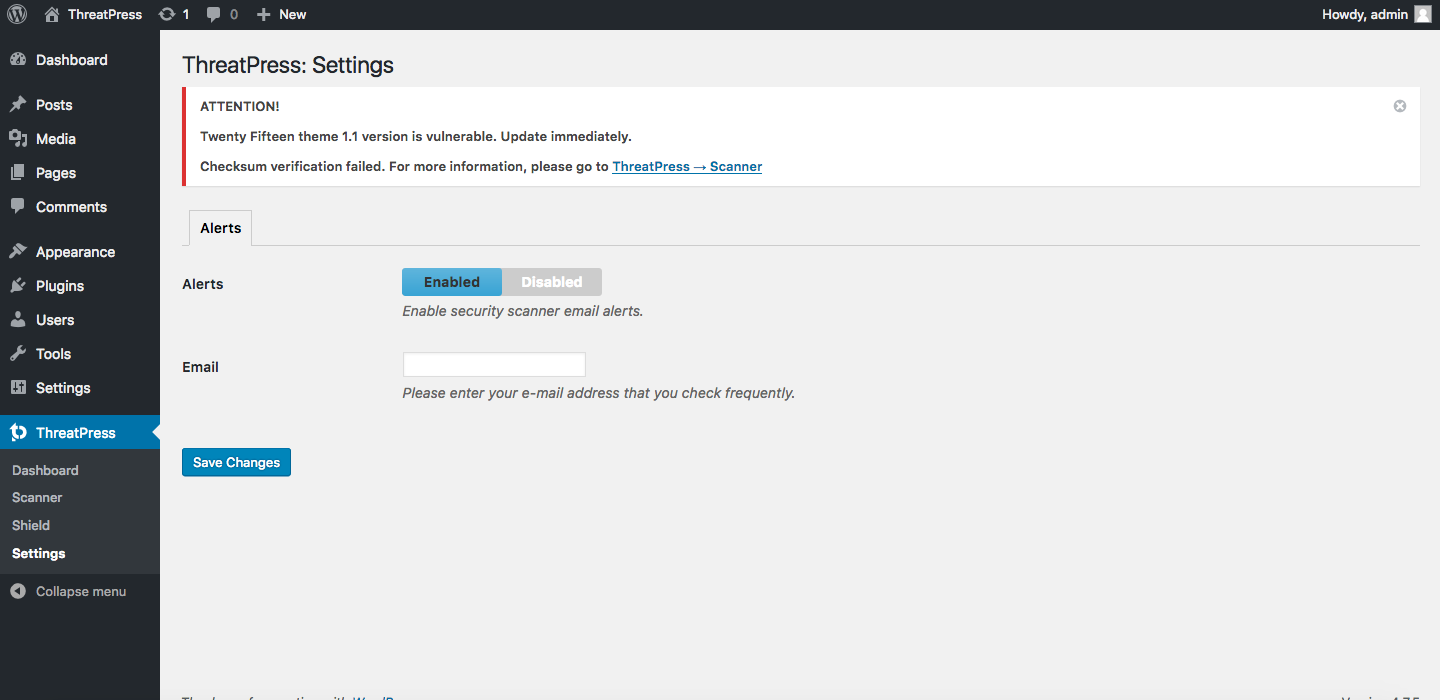 ThreatPress 1 0 New Howdy, admin
Dashboard
Posts
Media
Pages
Comments
Appearance
Plugins
Users
Tools
Settings
ThreatPress
Dashboard
Scanner
Shield
Settings
Collapse menu
ThreatPress: Settings
ATTENTION!
Twenty Fifteen theme 1.1 version is vulnerable. Update immediately.
Checksum verification failed. For more information, please go to ThreatPress → Scanner
Alerts
Alerts
Enabled Disabled
Enable security scanner email alerts.
Email
Please enter your e-mail address that you check frequently.
Save Changes